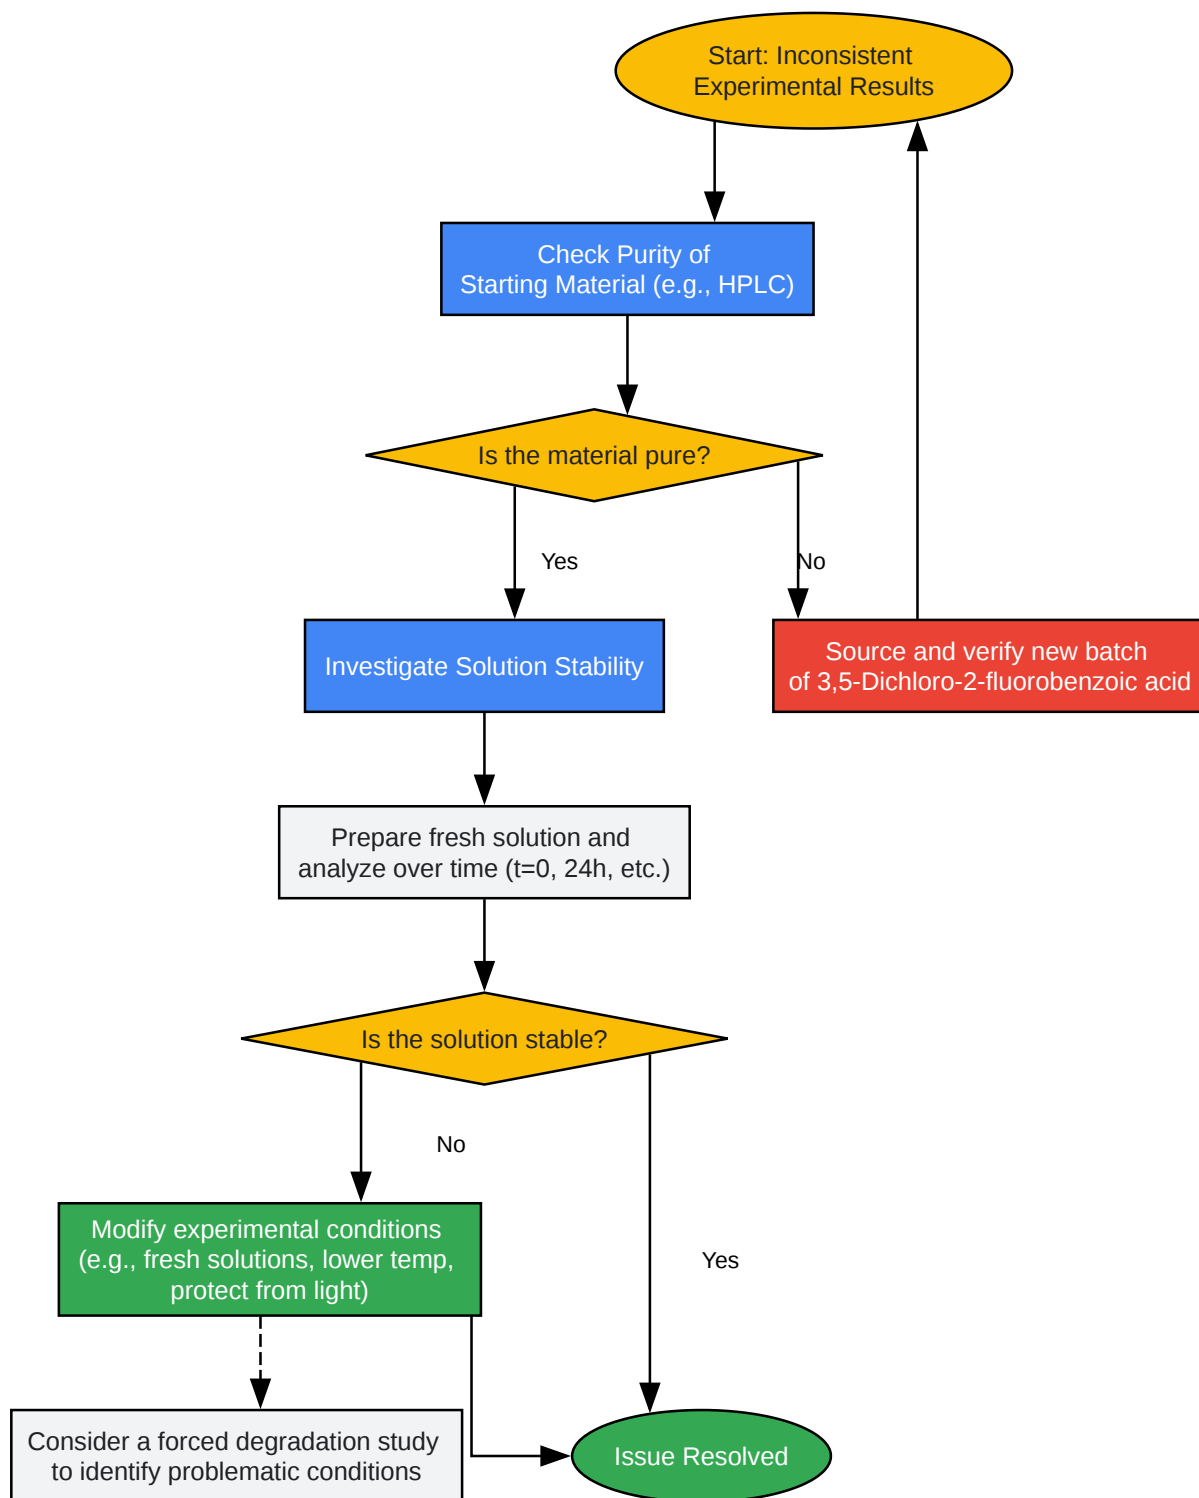 Start: Inconsistent
Experimental Results
Check Purity of
Starting Material (e.g., HPLC)
Is the material pure?
Yes
No
Investigate Solution Stability
Source and verify new batch
of 3,5-Dichloro-2-fluorobenzoic acid
Prepare fresh solution and
analyze over time (t=0, 24h, etc.)
Is the solution stable?
No
Yes
Modify experimental conditions
(e.g., fresh solutions, lower temp,
protect from light)
Consider a forced degradation study
to identify problematic conditions
Issue Resolved